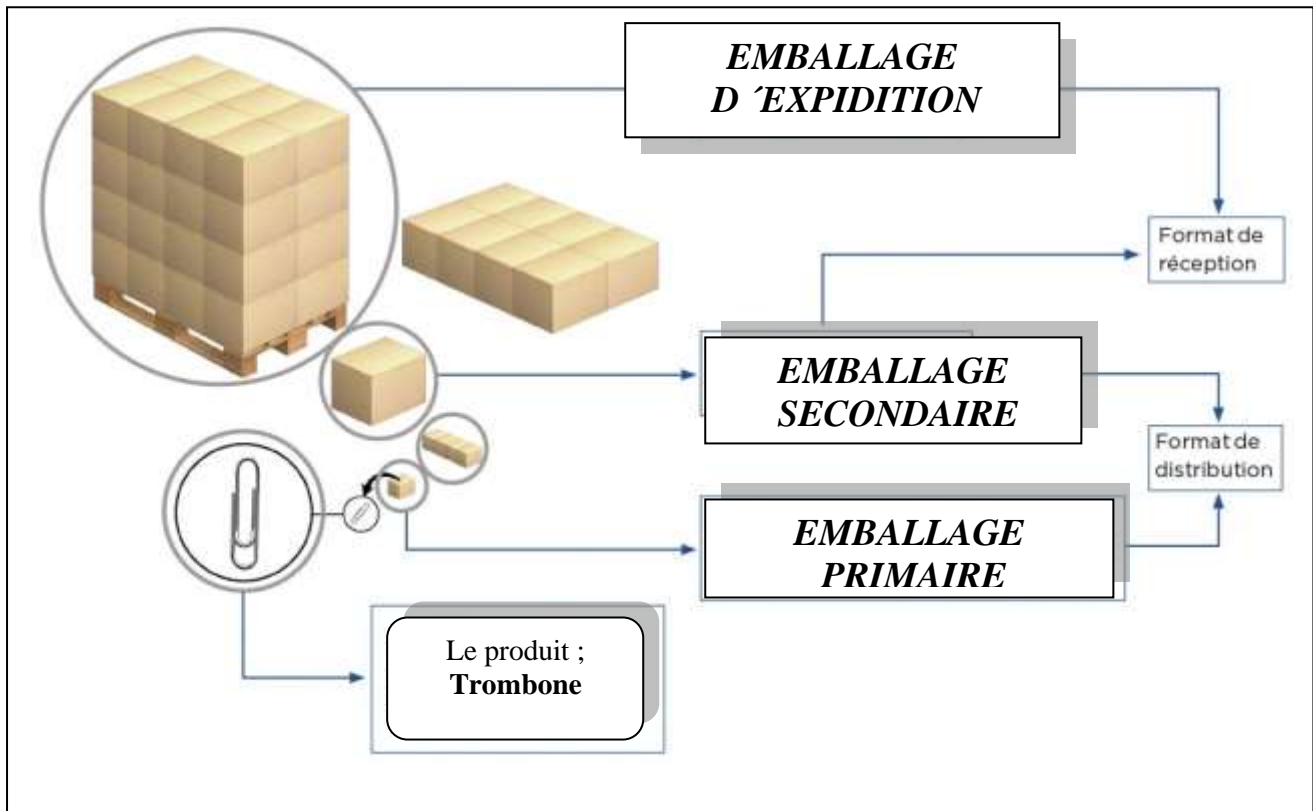 EMBALLAGE
D ´EXPIDITION
Format de
réception
EMBALLAGE
SECONDAIRE
Format de
distribution
EMBALLAGE
PRIMAIRE
Le produit ;
Trombone